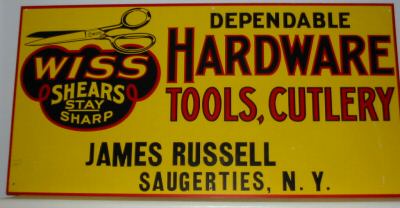 WISS
SHEARS
STAY
SHARP
DEPENDABLE
HARDWARE
TOOLS, CUTLERY
JAMES RUSSELL
SAUGERTIES, N. Y.